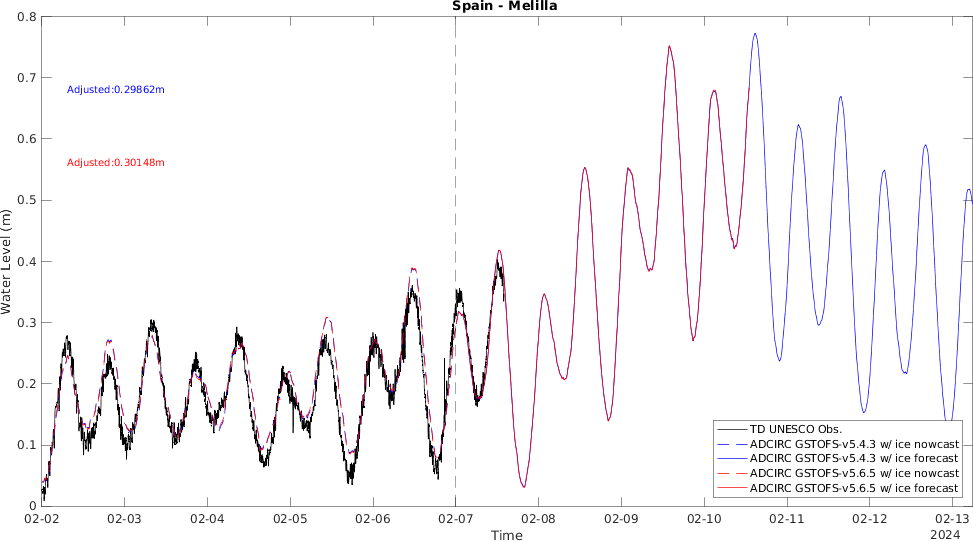 Spain - Melilla
0.8
0.7
0.6
0.5
0.4
0.3
0.2
0.1
0
Water Level (m)
Adjusted:0.29862m
Adjusted:0.30148m
TD UNESCO Obs.
ADCIRC GSTOFS-v5.4.3 w/ ice nowcast
ADCIRC GSTOFS-v5.4.3 w/ ice forecast
ADCIRC GSTOFS-v5.6.5 w/ ice nowcast
ADCIRC GSTOFS-v5.6.5 w/ ice forecast
02-02 02-03 02-04 02-05 02-06 02-07 02-08 02-09 02-10 02-11 02-12 02-13
Time
2024